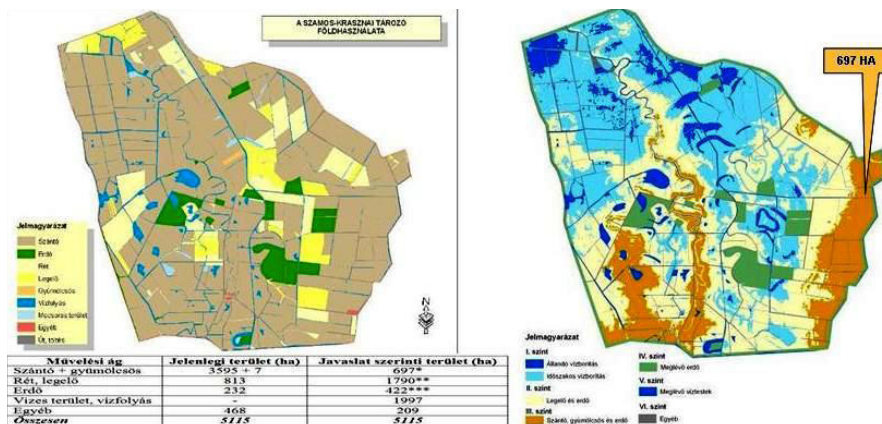 A SZAMOS-KRASZNAI TÁROZÓ
FÖLDHASZNÁLATA
Jelmagyarázat
Szántó
Erdő
Rét
Legelő
Gyümölcsös
Vízfolyás
Mocsaras terület
Egyéb
Út, töltés
N
Művelési ág Jelenlegi terület (ha) Javaslat szerinti terület (ha)
Szántó + gyümölcsös 3595 + 7 697*
Rét, legelő 813 1790**
Erdő 232 422***
Vizes terület, vízfolyás - 1997
Egyéb 468 209
Összesen 5115 5115
697 HA
Jelmagyarázat
I. szint
Állandó vízborítás
Időszakos vízborítás
II. szint
Legelő és erdő
III. szint
Szántó, gyümölcsös és erdő
IV. szint
Meglévő erdő
V. szint
Meglévő víztestek
VI. szint
Egyéb